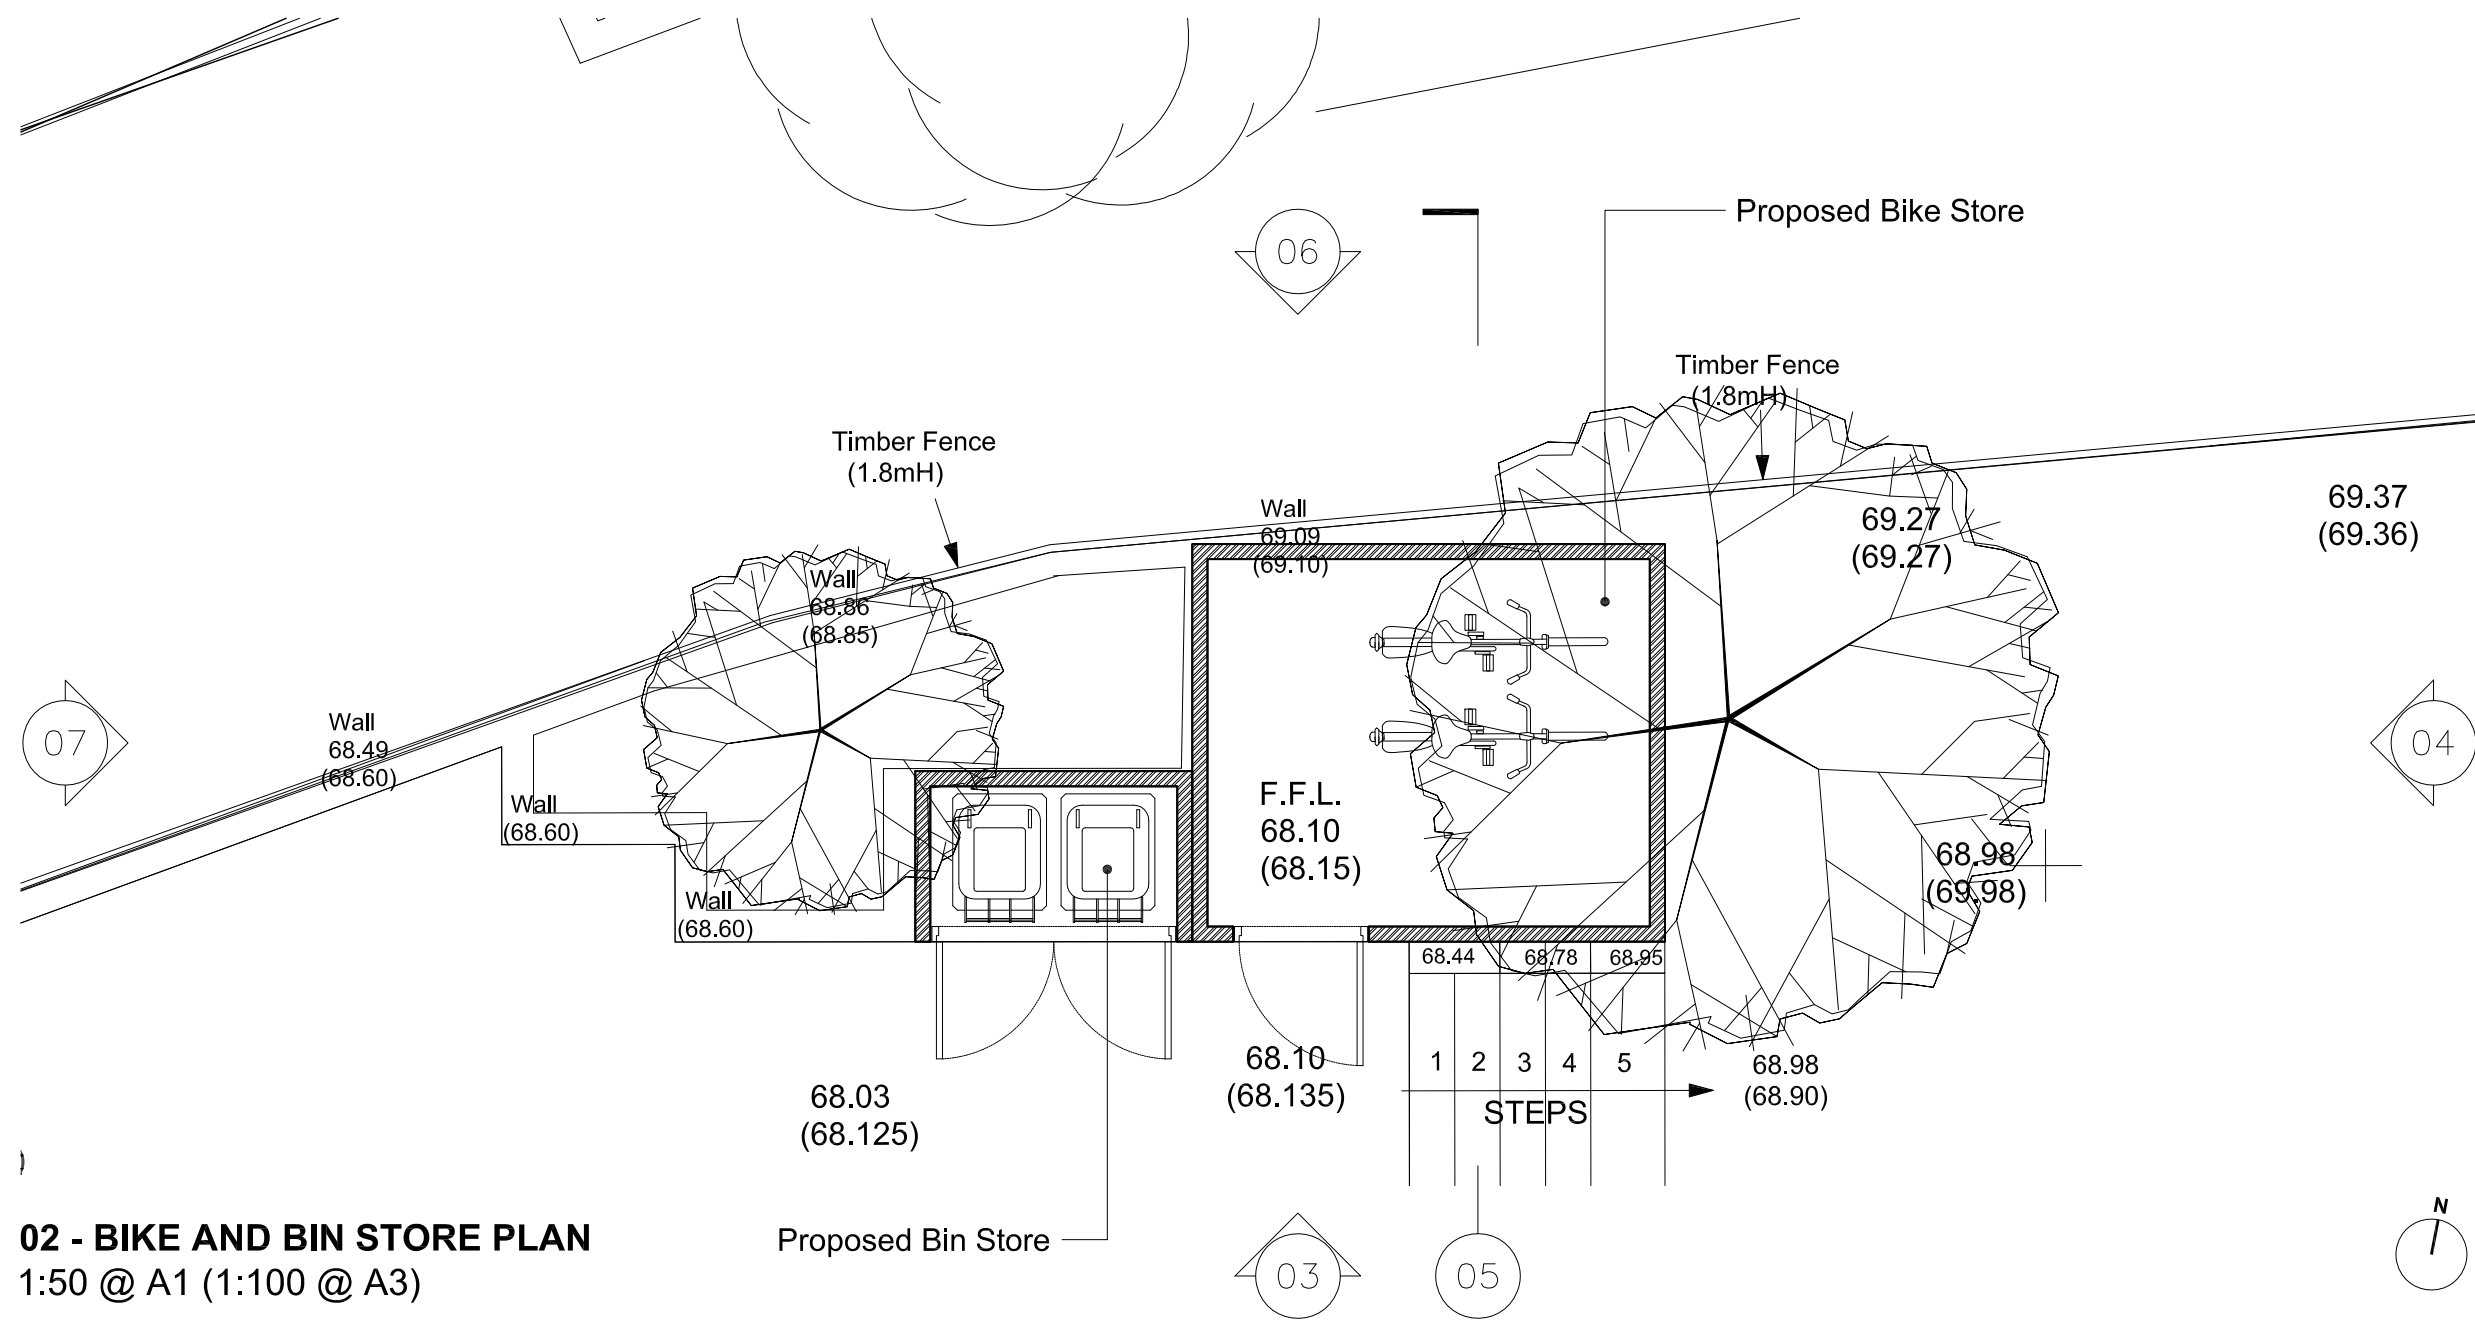 06
Proposed Bike Store
Timber Fence
(1.8mH)
Timber Fence
(1.8mH)
Wall
69.09
(69.10)
69.27
(69.27)
69.37
(69.36)
Wall
68.86
(68.85)
07
Wall
68.49
(68.60)
04
Wall
(68.60)
F.F.L.
68.10
(68.15)
68.98
(69.98)
Wall
(68.60)
68.44
68.78
68.95
68.03
(68.125)
68.10
(68.135)
1
2
3
4
5
STEPS
68.98
(68.90)
)
02 - BIKE AND BIN STORE PLAN
1:50 @ A1 (1:100 @ A3)
Proposed Bin Store
03
05
N